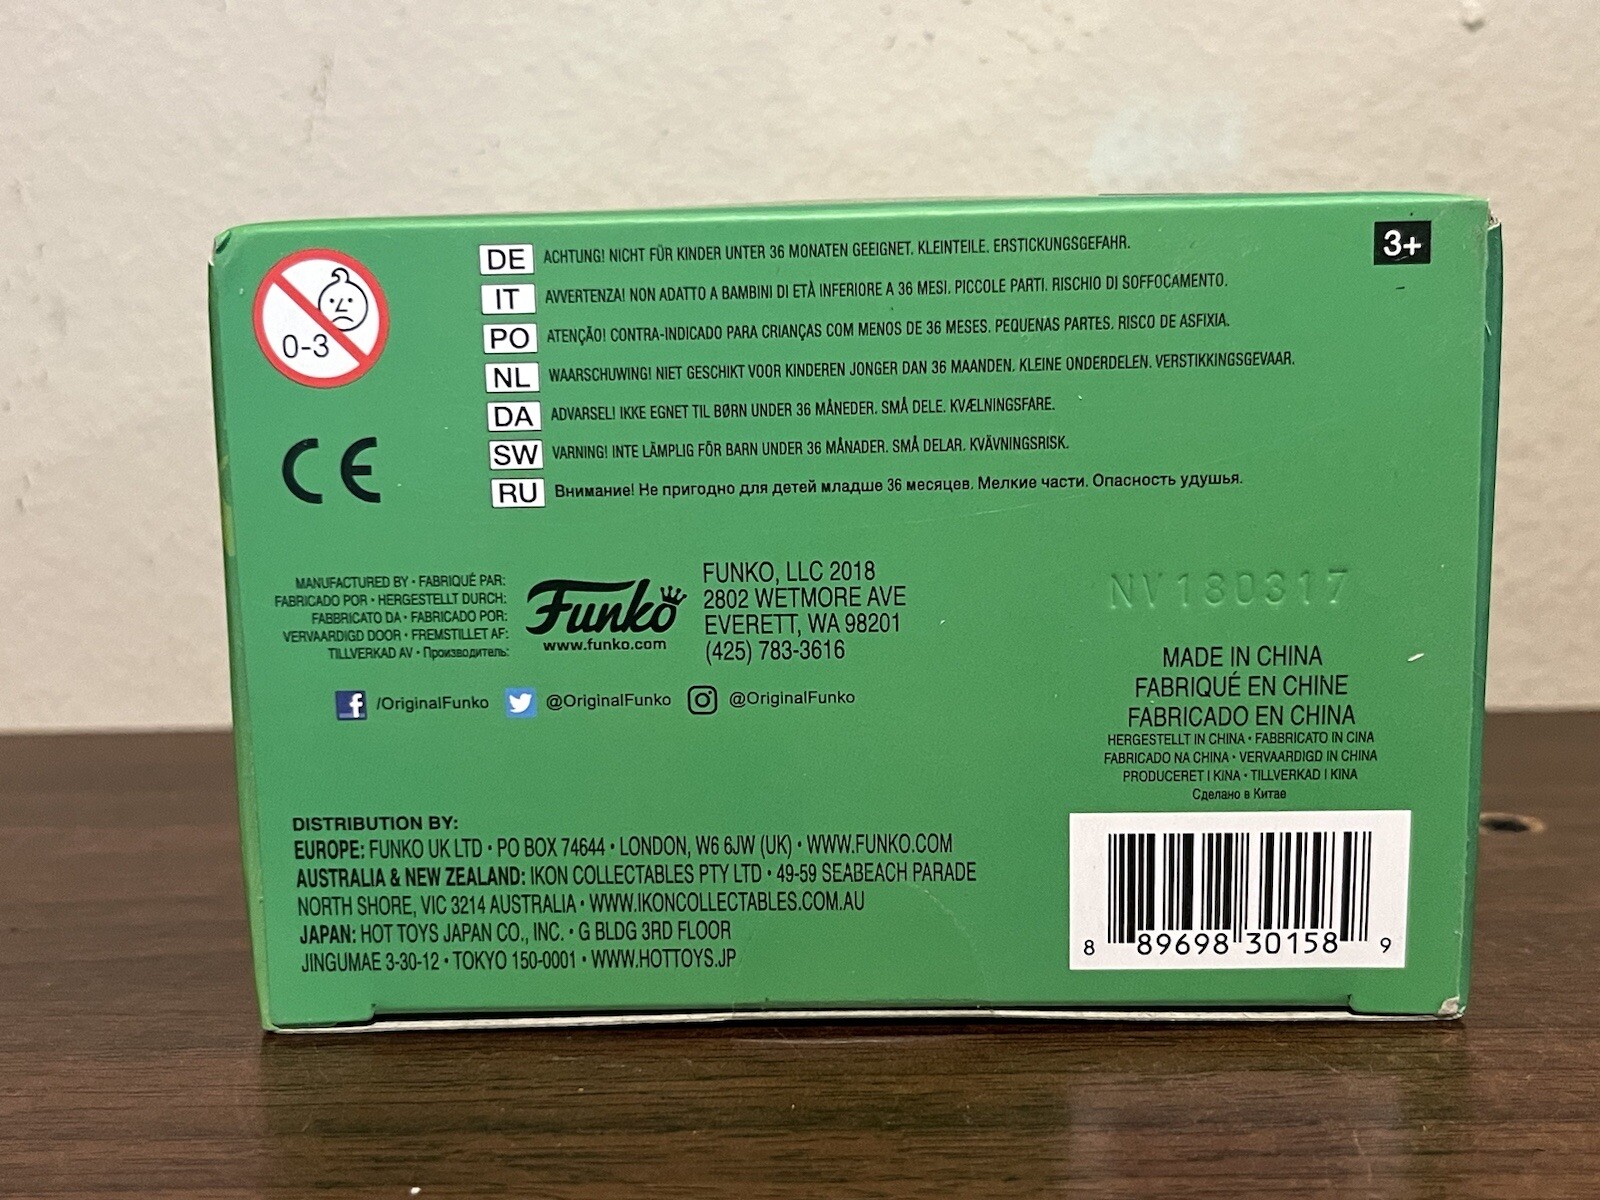 0-3
DE ACHTUNG! NICHT FÜR KINDER UNTER 36 MONATEN GEEIGNET. KLEINTEILE. ERSTICKUNGSGEFAHR.
3+
IT AVVERTENZA! NON ADATTO A BAMBINI DI ETÀ INFERIORE A 36 MESI. PICCOLE PARTI. RISCHIO DI SOFFOCAMENTO.
PO ATENÇÃO! CONTRA-INDICADO PARA CRIANÇAS COM MENOS DE 36 MESES. PEQUENAS PARTES. RISCO DE ASFIXIA.
NL WAARSCHUWING! NIET GESCHIKT VOOR KINDEREN JONGER DAN 36 MAANDEN. KLEINE ONDERDELEN. VERSTIKKINGSGEVAAR.
DA ADVARSEL! IKKE EGNET TIL BØRN UNDER 36 MÅNEDER. SMÅ DELE. KVÆLNINGSFARE.
SW VARNING! INTE LÄMPLIG FÖR BARN UNDER 36 MÅNADER. SMÅ DELAR. KVÄVNINGSRISK.
RU Внимание! Не пригодно для детей младше 36 месяцев. Мелкие части. Опасность удушья.
CE
MANUFACTURED BY • FABRIQUÉ PAR:
FABRICADO POR • HERGESTELLT DURCH:
FABBRICATO DA • FABRICADO POR:
VERVAARDIGD DOOR • FREMSTILLET AF:
TILLVERKAD AV • Производитель:
Funko
www.funko.com
FUNKO, LLC 2018
2802 WETMORE AVE
EVERETT, WA 98201
(425) 783-3616
/OriginalFunko @OriginalFunko @OriginalFunko
NV180317
MADE IN CHINA
FABRIQUÉ EN CHINE
FABRICADO EN CHINA
HERGESTELLT IN CHINA • FABBRICATO IN CINA
FABRICADO NA CHINA • VERVAARDIGD IN CHINA
PRODUCERET I KINA • TILLVERKAD I KINA
Сделано в Китае
DISTRIBUTION BY:
EUROPE: FUNKO UK LTD • PO BOX 74644 • LONDON, W6 6JW (UK) • WWW.FUNKO.COM
AUSTRALIA & NEW ZEALAND: IKON COLLECTABLES PTY LTD • 49-59 SEABEACH PARADE
NORTH SHORE, VIC 3214 AUSTRALIA • WWW.IKONCOLLECTABLES.COM.AU
JAPAN: HOT TOYS JAPAN CO., INC. • G BLDG 3RD FLOOR
JINGUMAE 3-30-12 • TOKYO 150-0001 • WWW.HOTTOYS.JP
8 89698 30158 9